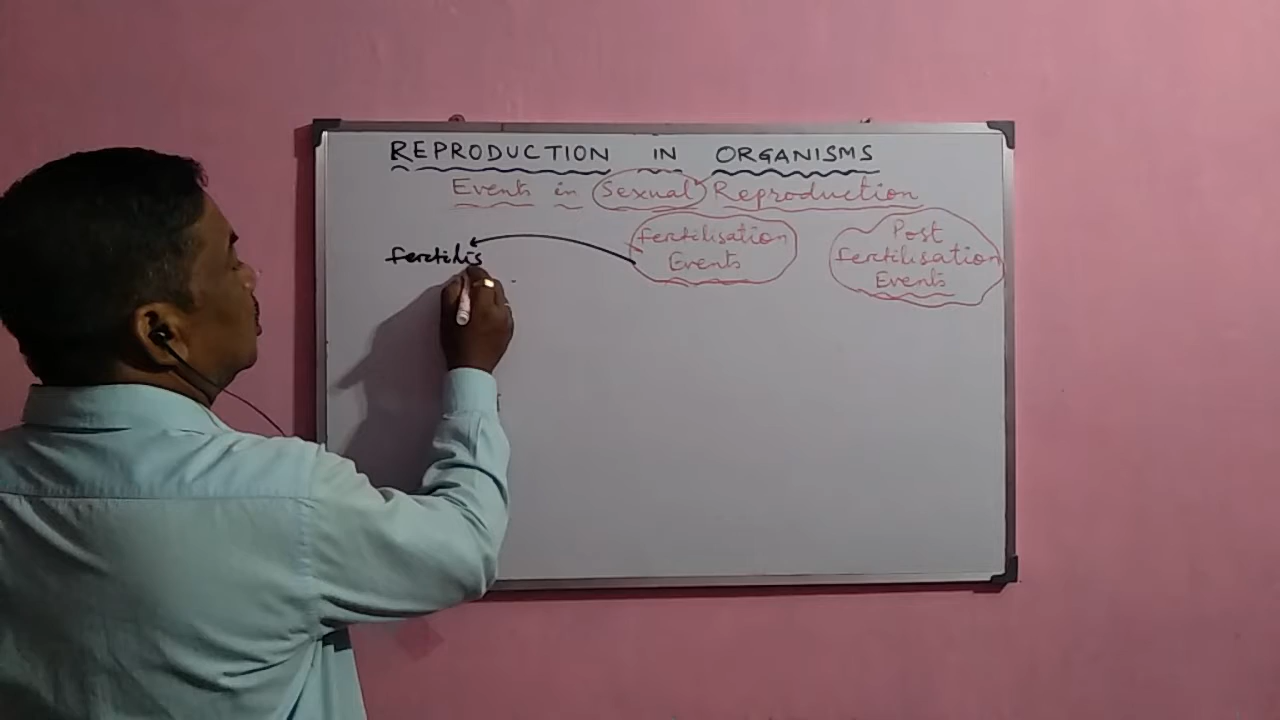 REPRODUCTION IN ORGANISMS
Events in Sexual Reproduction
fertilis
fertilisation
Events
Post
fertilisation
Events